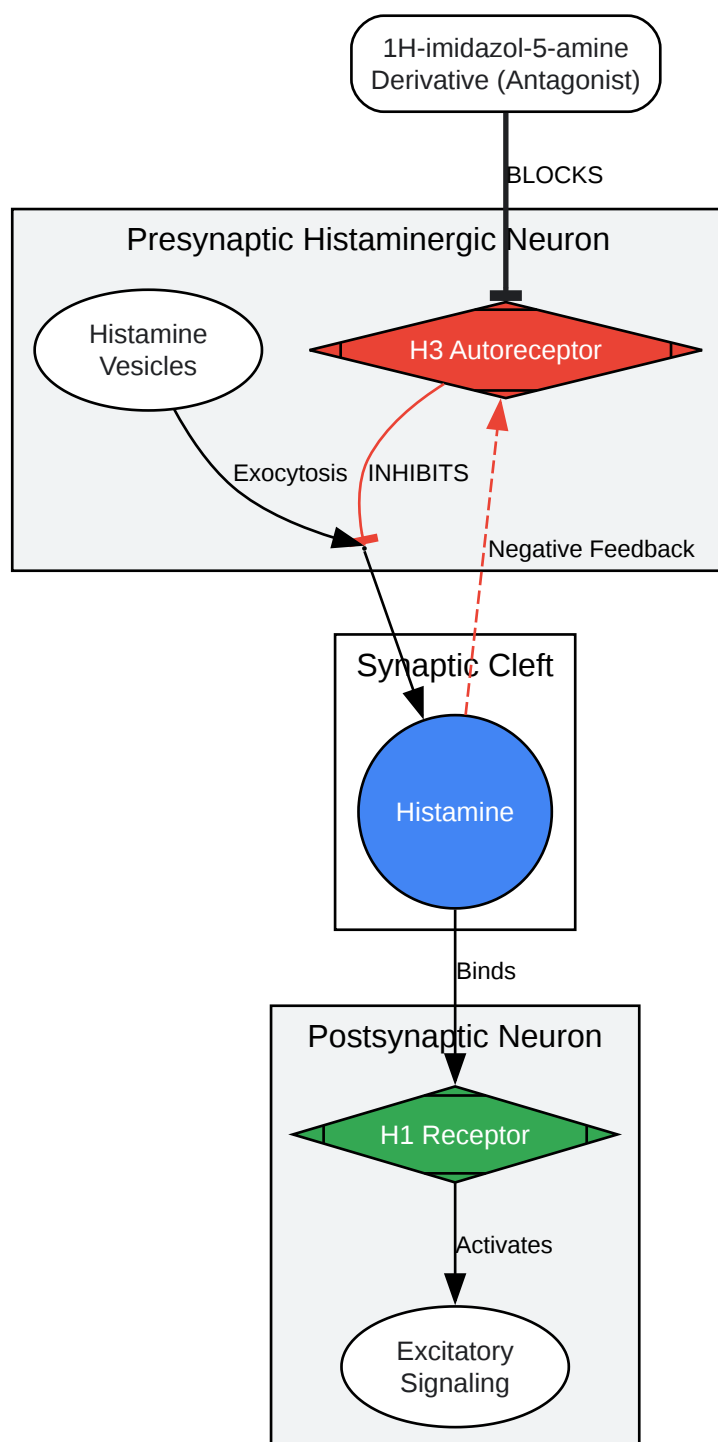 1H-imidazol-5-amine
Derivative (Antagonist)
BLOCKS
Presynaptic Histaminergic Neuron
Histamine
Vesicles
H3 Autoreceptor
Exocytosis
INHIBITS
Negative Feedback
Synaptic Cleft
Histamine
Binds
Postsynaptic Neuron
H1 Receptor
Activates
Excitatory
Signaling